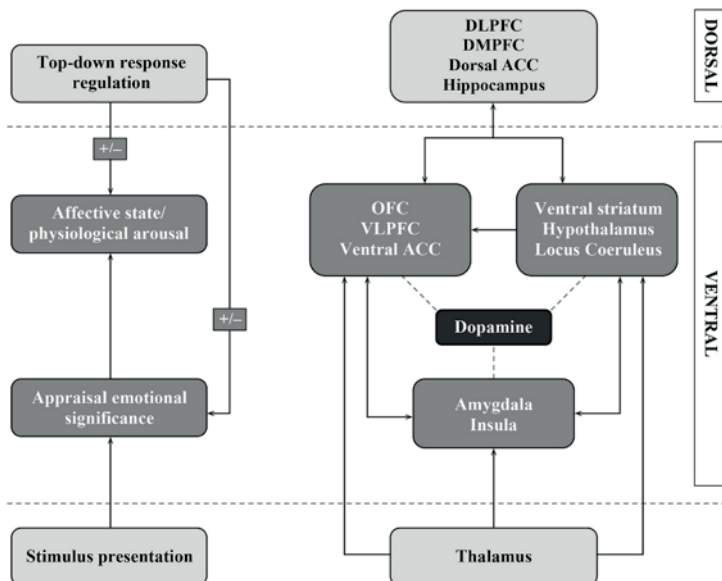 Top-down response
regulation
+/–
Affective state/
physiological arousal
+/–
Appraisal emotional
significance
Stimulus presentation
DLPFC
DMPFC
Dorsal ACC
Hippocampus
OFC
VLPFC
Ventral ACC
Ventral striatum
Hypothalamus
Locus Coeruleus
Dopamine
Amygdala
Insula
Thalamus
DORSAL
VENTRAL